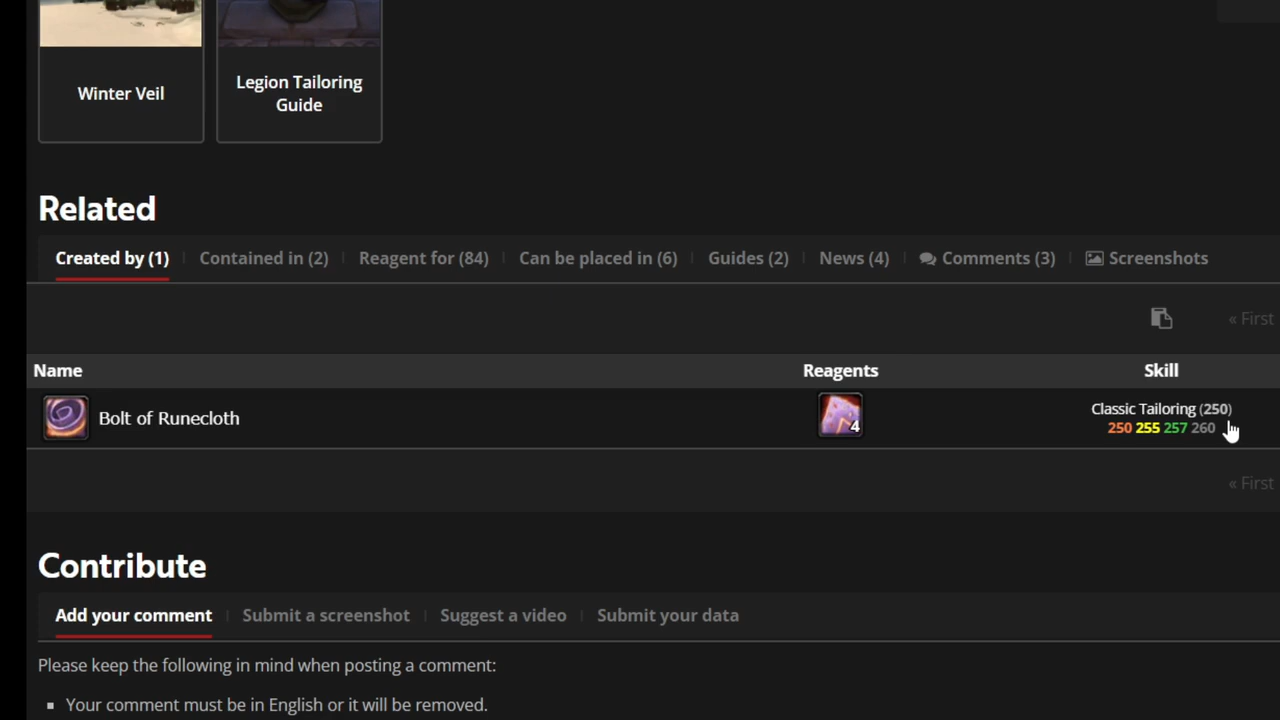 Winter Veil
Legion Tailoring
Guide
Related
Created by (1)
Contained in (2)
Reagent for (84)
Can be placed in (6)
Guides (2)
News (4)
Comments (3)
Screenshots
« First
Name
Reagents
Skill
Bolt of Runecloth
4
Classic Tailoring (250)
250 255 257 260
« First
Contribute
Add your comment
Submit a screenshot
Suggest a video
Submit your data
Please keep the following in mind when posting a comment:
Your comment must be in English or it will be removed.